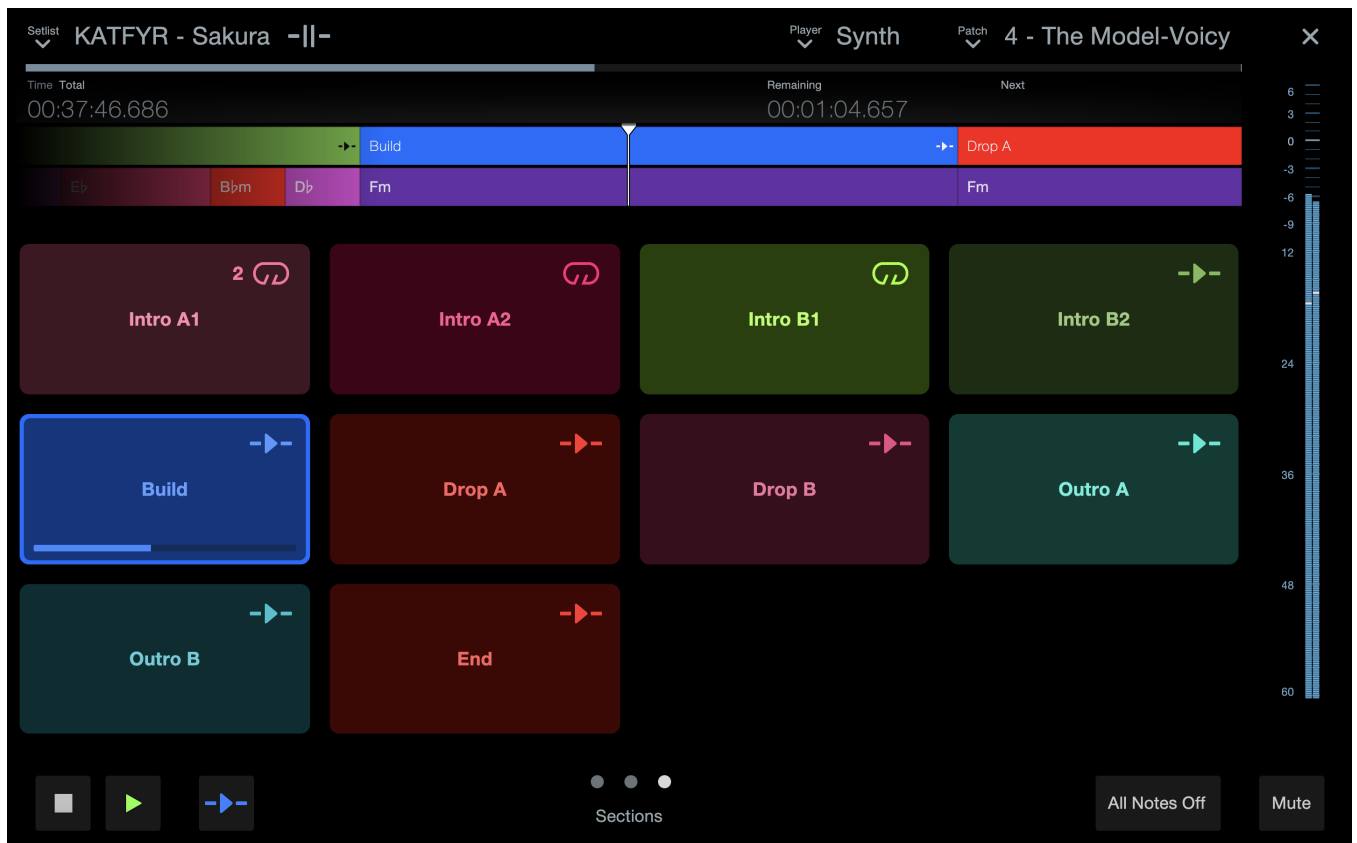 Setlist KATFYR - Sakura Player Synth Patch 4 - The Model-Voicy
Time Total Remaining Next
00:37:46.686 00:01:04.657
Build Drop A
E♭ B♭m D♭ Fm Fm
2
Intro A1 Intro A2 Intro B1 Intro B2
Build Drop A Drop B Outro A
Outro B End
Sections
All Notes Off Mute
6
3
0
-3
-6
-9
12
24
36
48
60